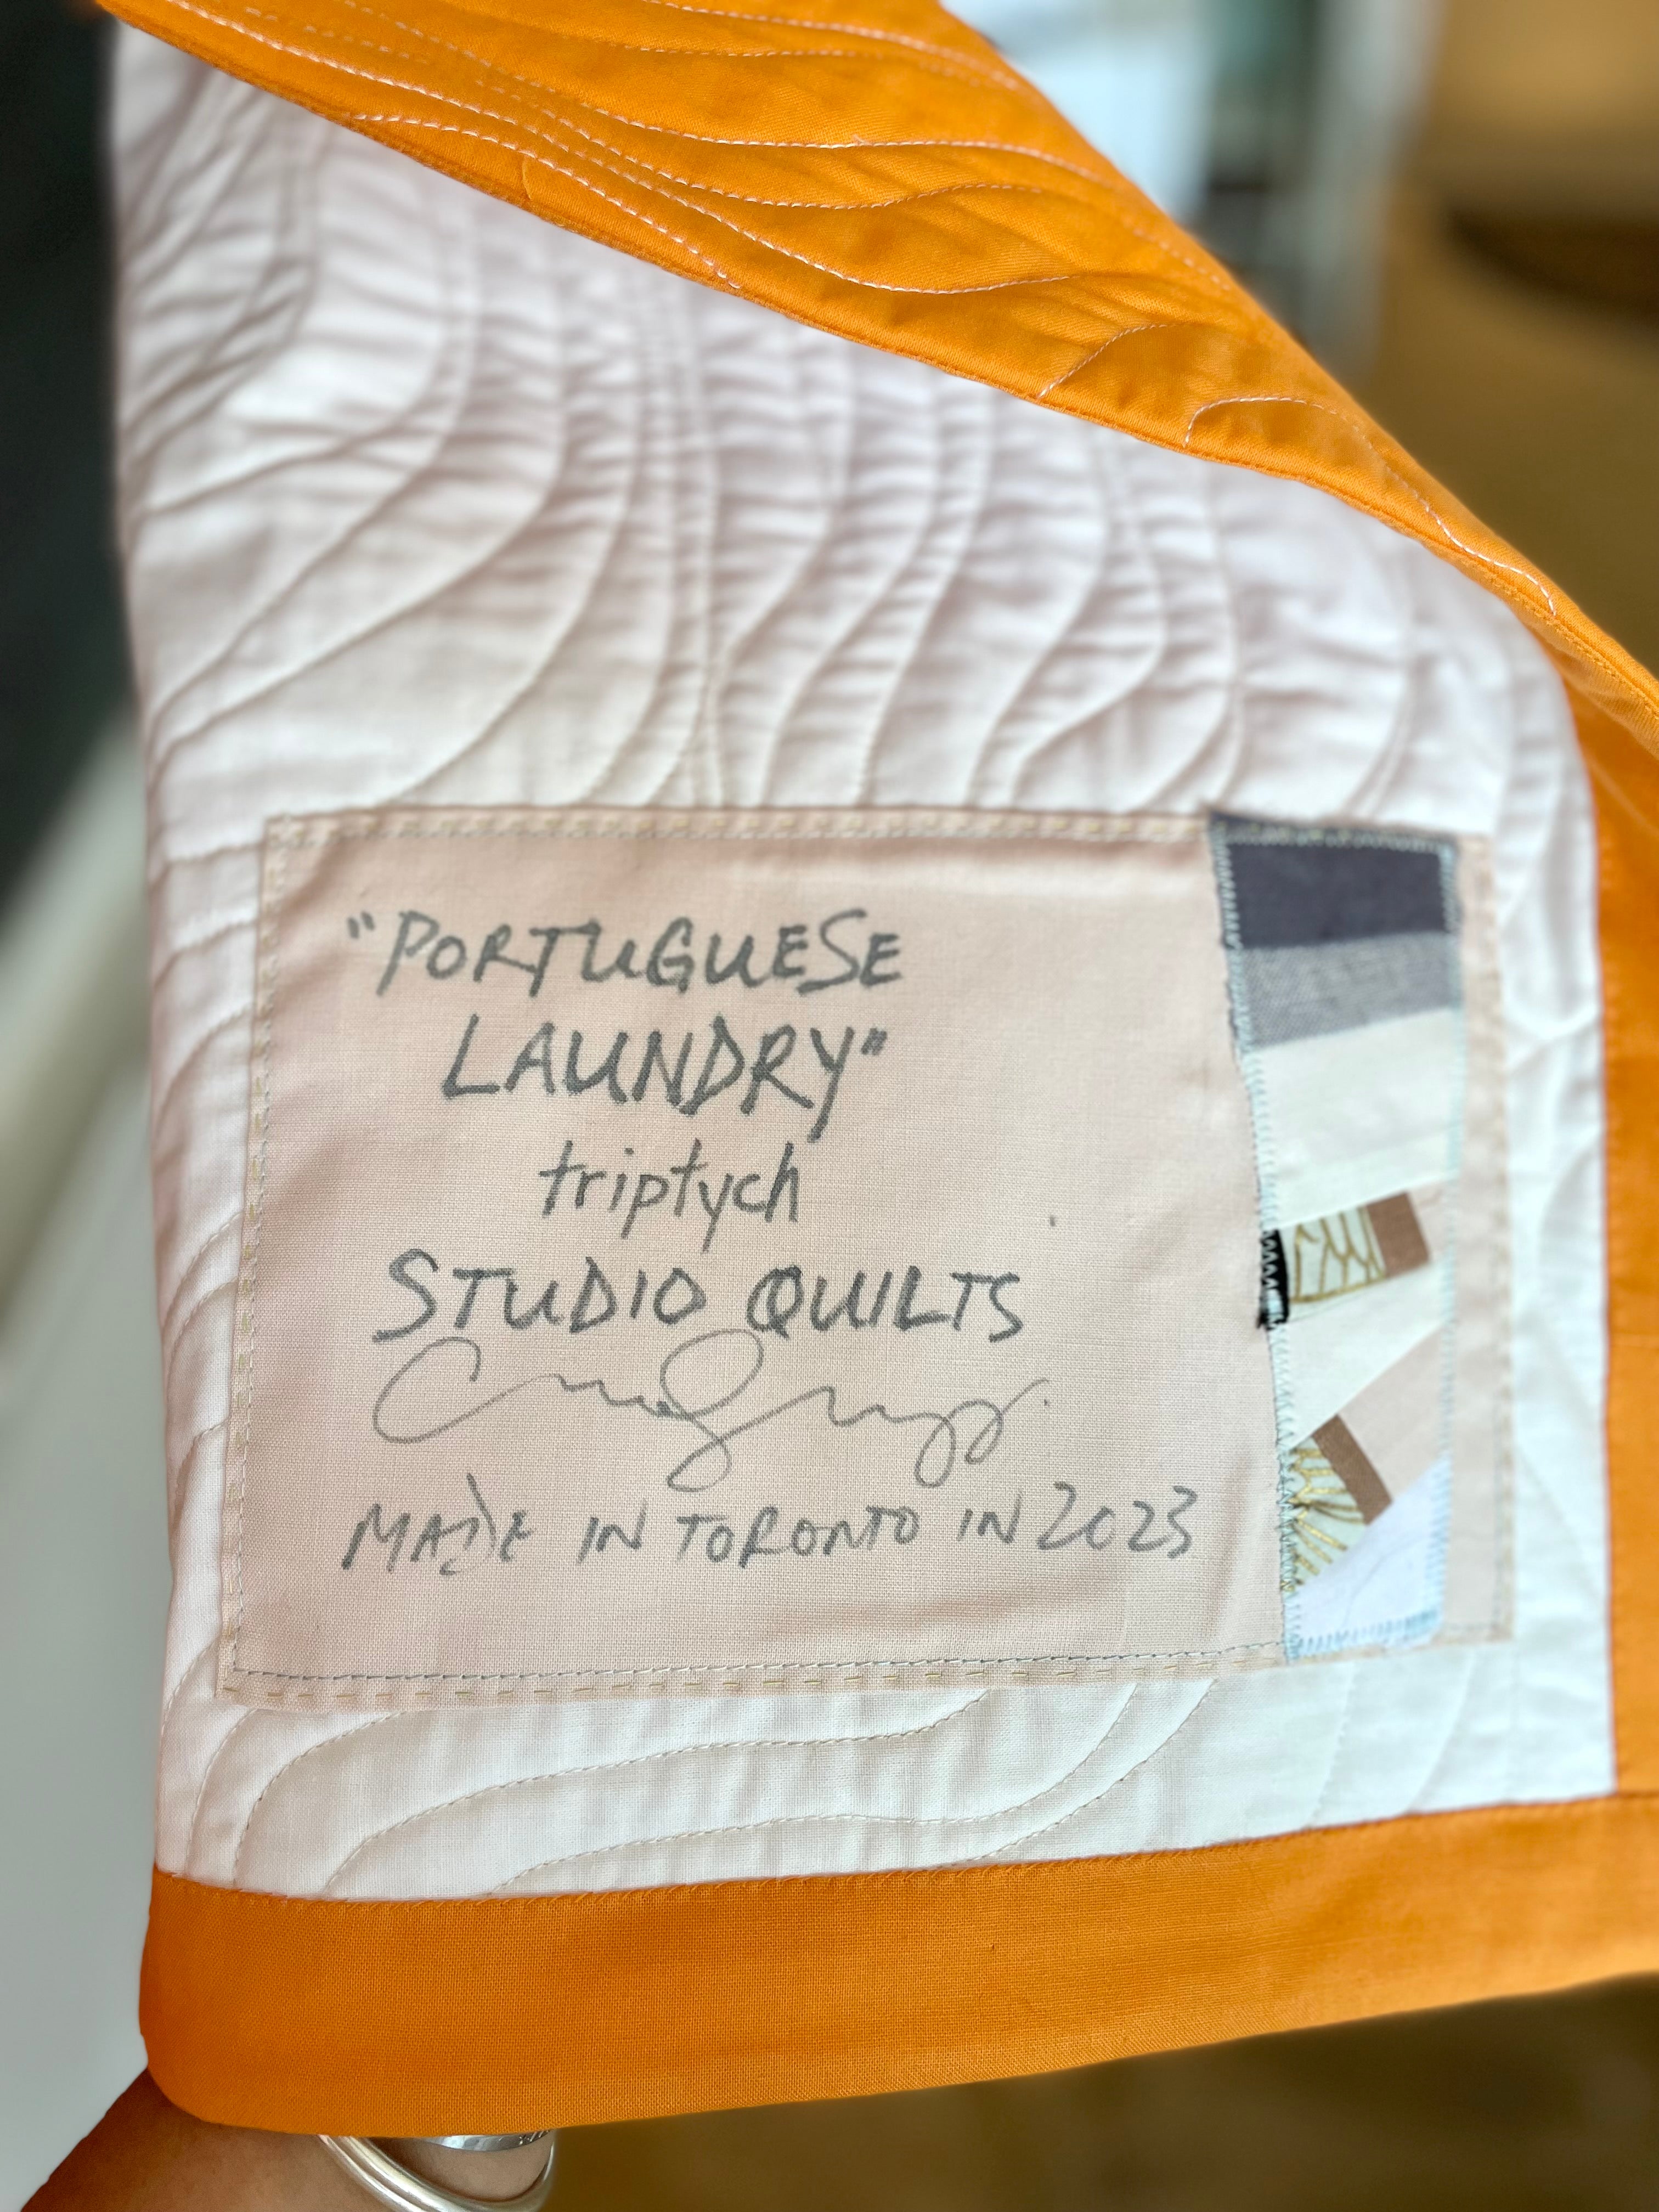 "PORTUGUESE
LAUNDRY"
triptych
STUDIO QUILTS
MADE IN TORONTO IN 2023